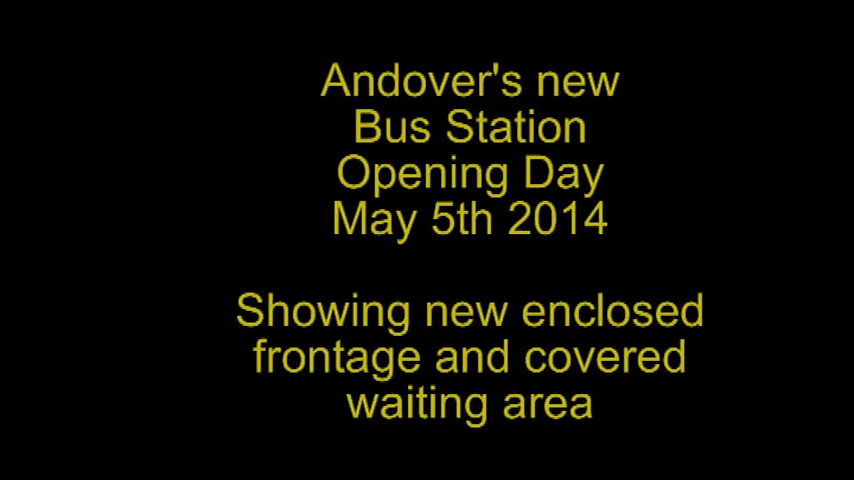 Andover's new
Bus Station
Opening Day
May 5th 2014
Showing new enclosed
frontage and covered
waiting area